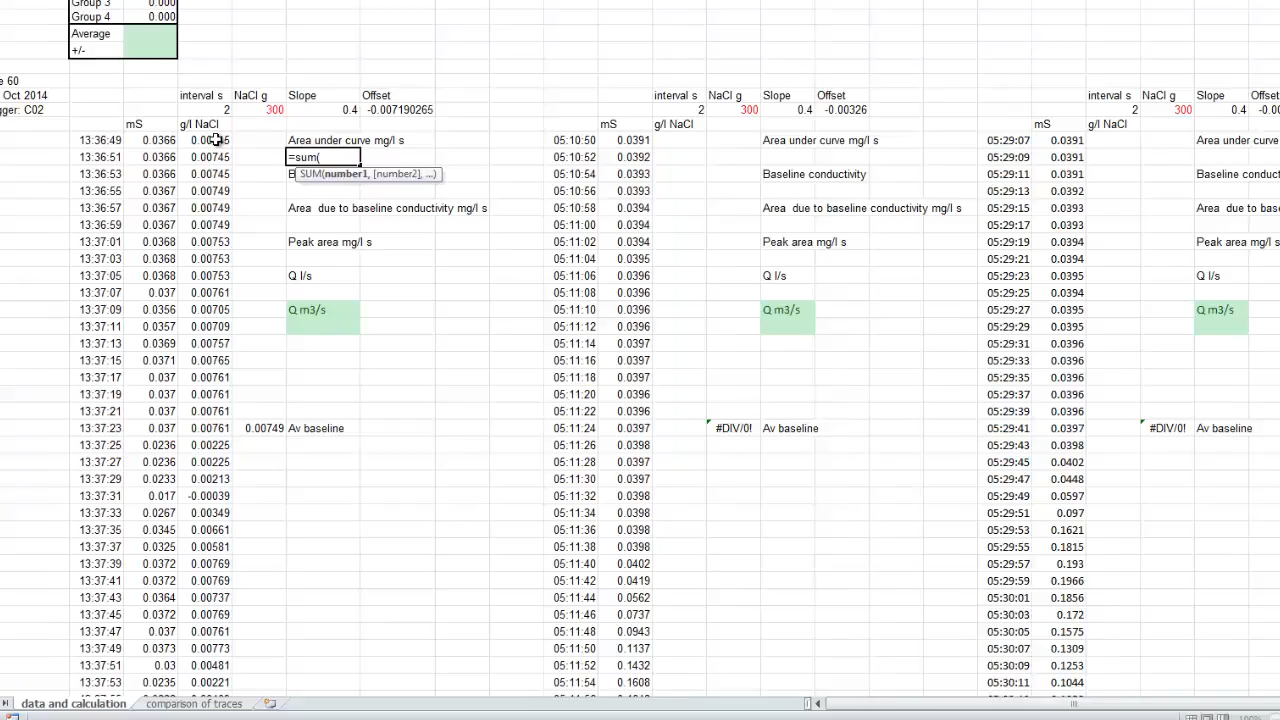 Group 3 0.000
Group 4 0.000
Average
+/-
e 60
Oct 2014 interval s NaCl g Slope Offset interval s NaCl g Slope Offset interval s NaCl g Slope Offset
gger: C02 2 300 0.4 -0.007190265 2 300 0.4 -0.00326 2 300 0.4 -0.0
mS g/l NaCl mS g/l NaCl mS g/l NaCl
13:36:49 0.0366 Area under curve mg/l s 05:10:50 0.0391 Area under curve mg/l s 05:29:07 0.0391 Area under curv
13:36:51 0.0366 0.00745 =sum( 05:10:52 0.0392 05:29:09 0.0391
13:36:53 0.0366 0.00745 B SUM(number1, [number2], ...) 05:10:54 0.0393 Baseline conductivity 05:29:11 0.0391 Baseline conduct
13:36:55 0.0367 0.00749 05:10:56 0.0393 05:29:13 0.0392
13:36:57 0.0367 0.00749 Area due to baseline conductivity mg/l s 05:10:58 0.0394 Area due to baseline conductivity mg/l s 05:29:15 0.0393 Area due to bas
13:36:59 0.0367 0.00749 05:11:00 0.0394 05:29:17 0.0393
13:37:01 0.0368 0.00753 Peak area mg/l s 05:11:02 0.0394 Peak area mg/l s 05:29:19 0.0394 Peak area mg/l s
13:37:03 0.0368 0.00753 05:11:04 0.0395 05:29:21 0.0394
13:37:05 0.0368 0.00753 Q l/s 05:11:06 0.0396 Q l/s 05:29:23 0.0395 Q l/s
13:37:07 0.037 0.00761 05:11:08 0.0396 05:29:25 0.0394
13:37:09 0.0356 0.00705 Q m3/s 05:11:10 0.0396 Q m3/s 05:29:27 0.0395 Q m3/s
13:37:11 0.0357 0.00709 05:11:12 0.0396 05:29:29 0.0395
13:37:13 0.0369 0.00757 05:11:14 0.0397 05:29:31 0.0395
13:37:15 0.0371 0.00765 05:11:16 0.0397 05:29:33 0.0396
13:37:17 0.037 0.00761 05:11:18 0.0397 05:29:35 0.0396
13:37:19 0.037 0.00761 05:11:20 0.0396 05:29:37 0.0396
13:37:21 0.037 0.00761 05:11:22 0.0396 05:29:39 0.0396
13:37:23 0.037 0.00761 0.00749 Av baseline 05:11:24 0.0397 #DIV/0! Av baseline 05:29:41 0.0397 #DIV/0! Av baseline
13:37:25 0.0236 0.00225 05:11:26 0.0397 05:29:43 0.0398
13:37:27 0.0236 0.00225 05:11:28 0.0397 05:29:45 0.0402
13:37:29 0.0233 0.00213 05:11:30 0.0397 05:29:47 0.0448
13:37:31 0.017 -0.00039 05:11:32 0.0398 05:29:49 0.0597
13:37:33 0.0267 0.00349 05:11:34 0.0398 05:29:51 0.097
13:37:35 0.0345 0.00661 05:11:36 0.0398 05:29:53 0.1621
13:37:37 0.0325 0.00581 05:11:38 0.0398 05:29:55 0.1815
13:37:39 0.0372 0.00769 05:11:40 0.0402 05:29:57 0.193
13:37:41 0.0372 0.00769 05:11:42 0.0419 05:29:59 0.1966
13:37:43 0.0364 0.00737 05:11:44 0.0562 05:30:01 0.1856
13:37:45 0.0372 0.00769 05:11:46 0.0737 05:30:03 0.172
13:37:47 0.037 0.00761 05:11:48 0.0943 05:30:05 0.1575
13:37:49 0.0373 0.00773 05:11:50 0.1137 05:30:07 0.1309
13:37:51 0.03 0.00481 05:11:52 0.1432 05:30:09 0.1253
13:37:53 0.0235 0.00221 05:11:54 0.1608 05:30:11 0.1044
data and calculation comparison of traces